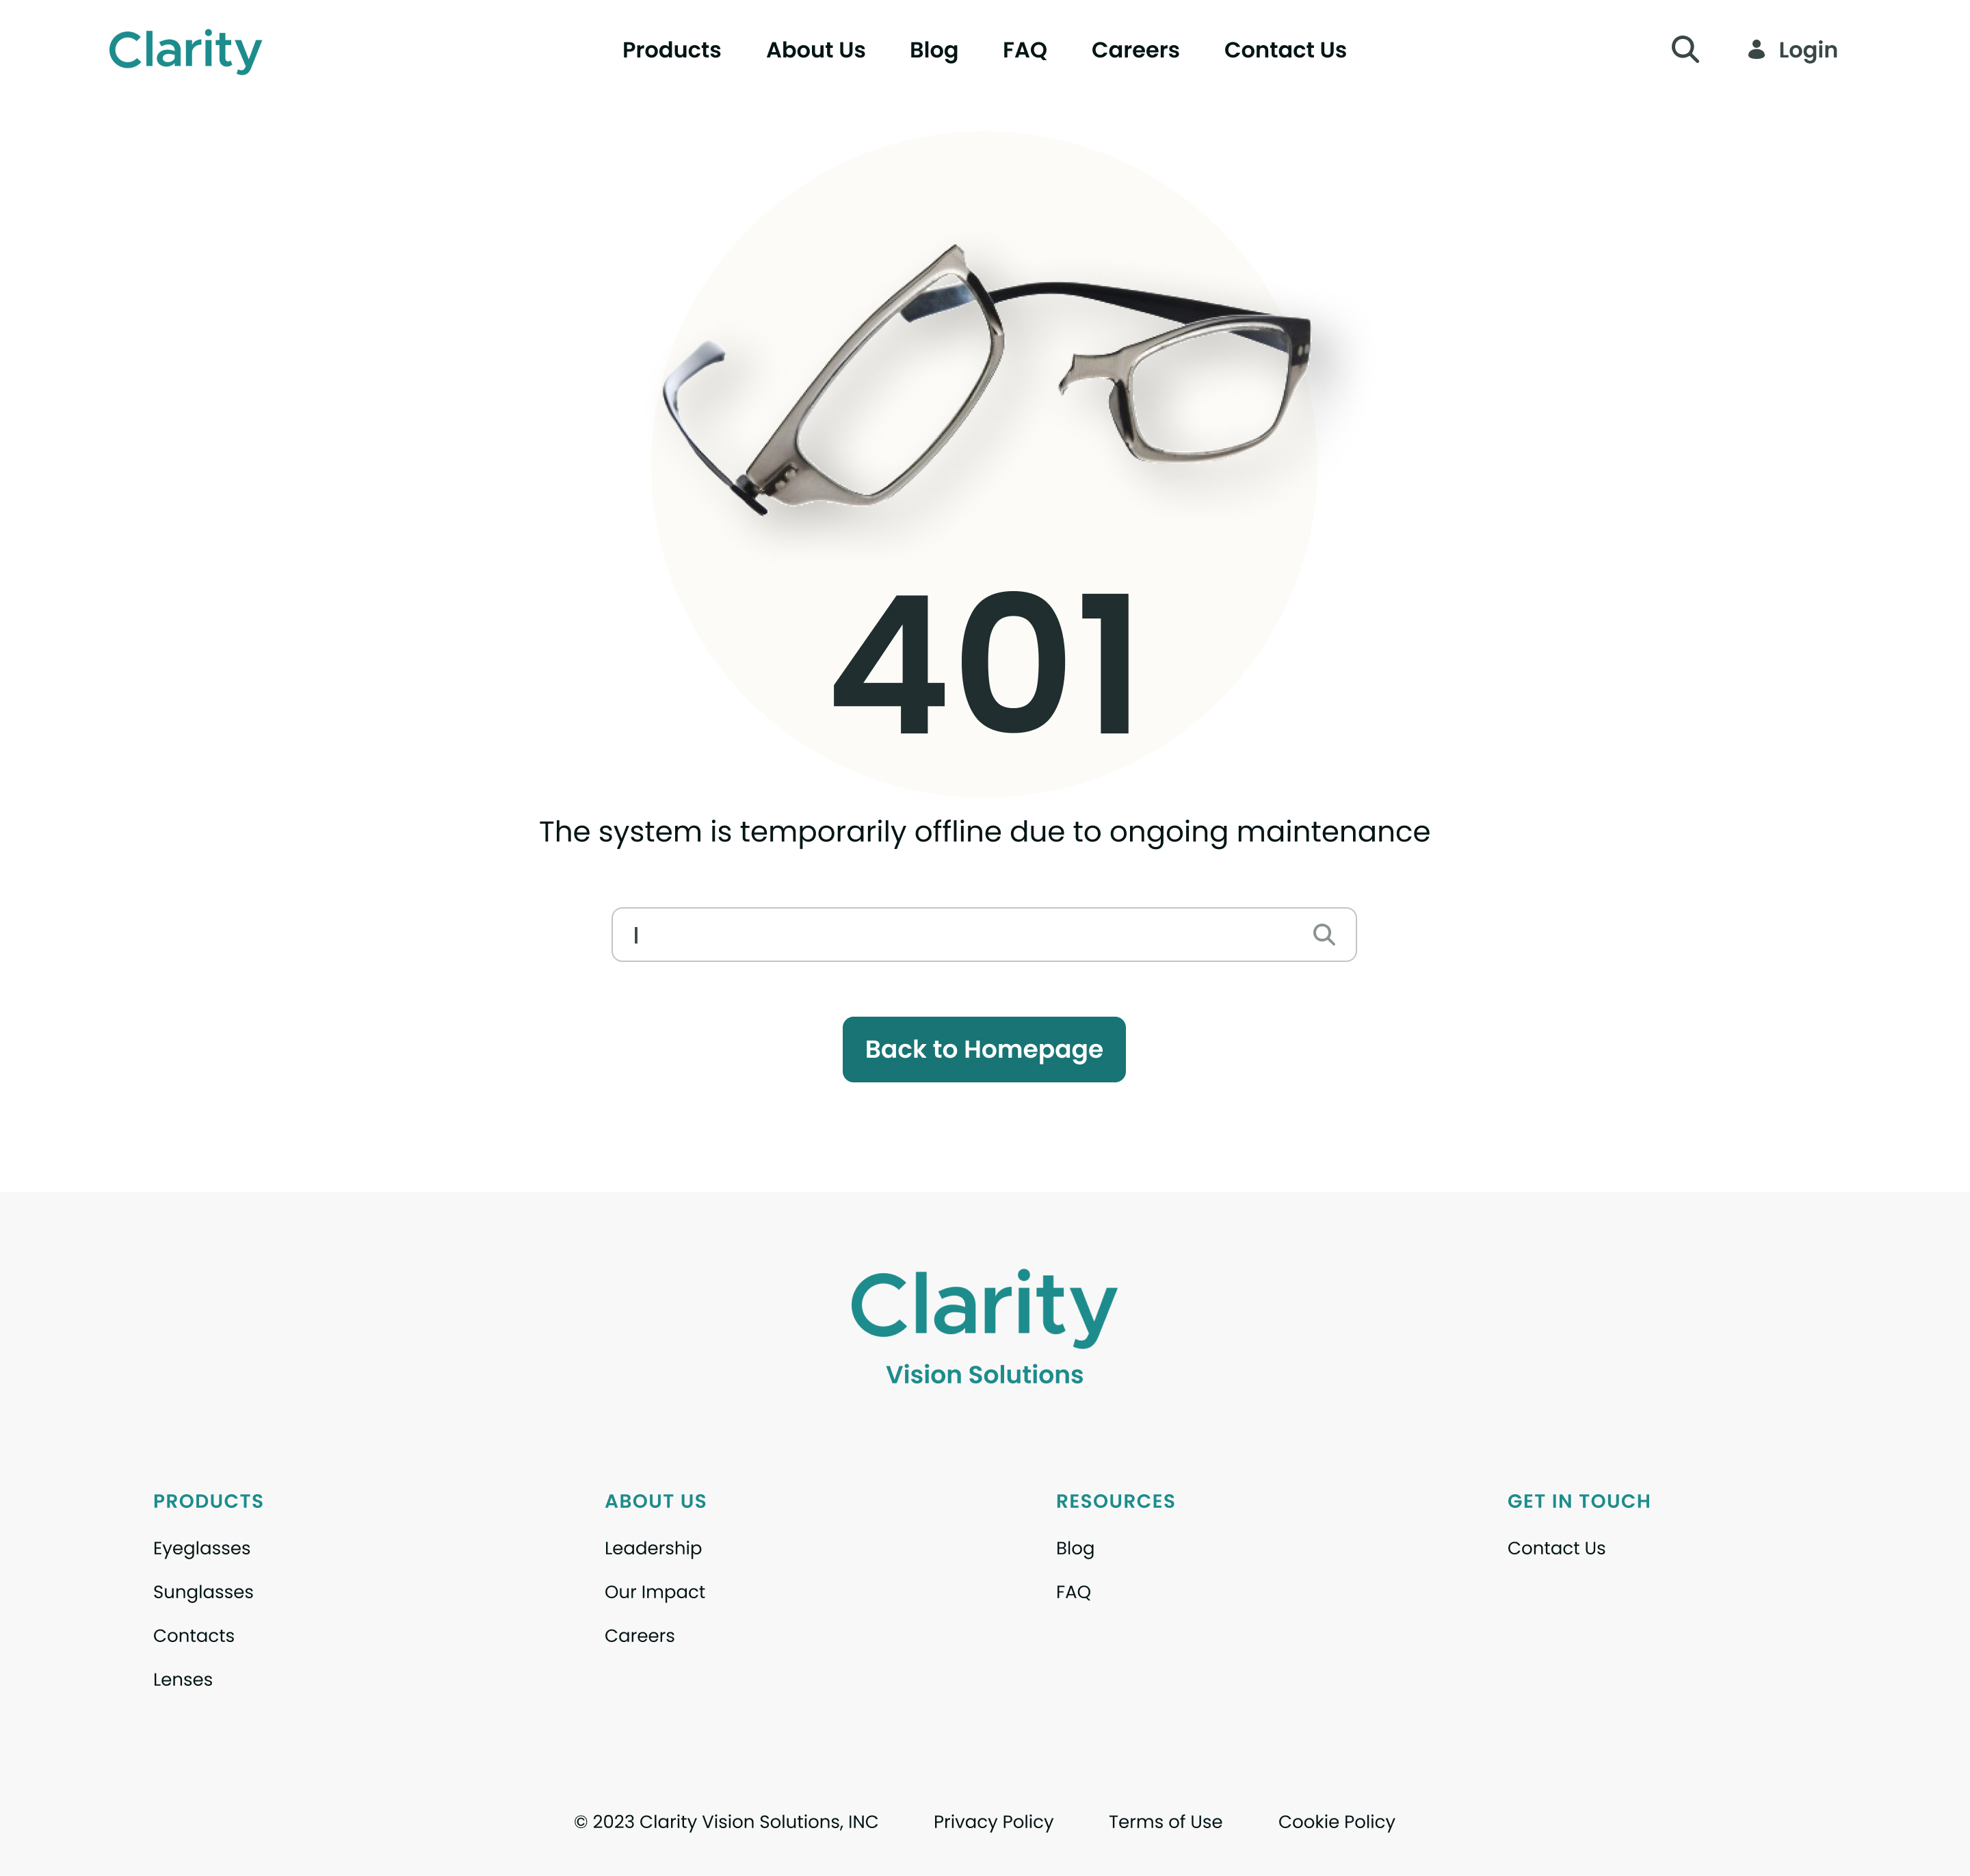 Clarity
Products About Us Blog FAQ Careers Contact Us
Login
401
The system is temporarily offline due to ongoing maintenance
Back to Homepage
Clarity
Vision Solutions
PRODUCTS
Eyeglasses
Sunglasses
Contacts
Lenses
ABOUT US
Leadership
Our Impact
Careers
RESOURCES
Blog
FAQ
GET IN TOUCH
Contact Us
© 2023 Clarity Vision Solutions, INC Privacy Policy Terms of Use Cookie Policy